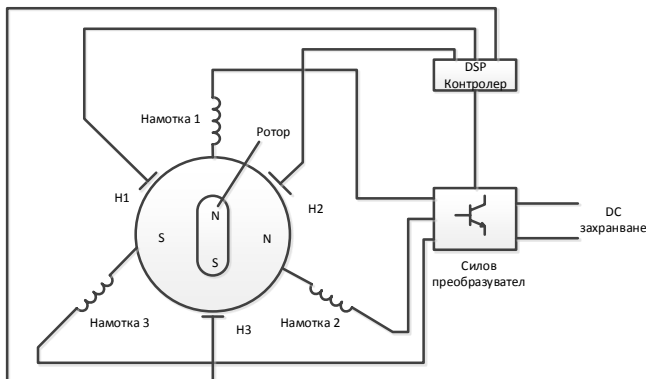 DSP
Контролер
Намотка 1
Ротор
H1
H2
N
S
N
S
DC
захранване
Силов
преобразувател
Намотка 3
H3
Намотка 2